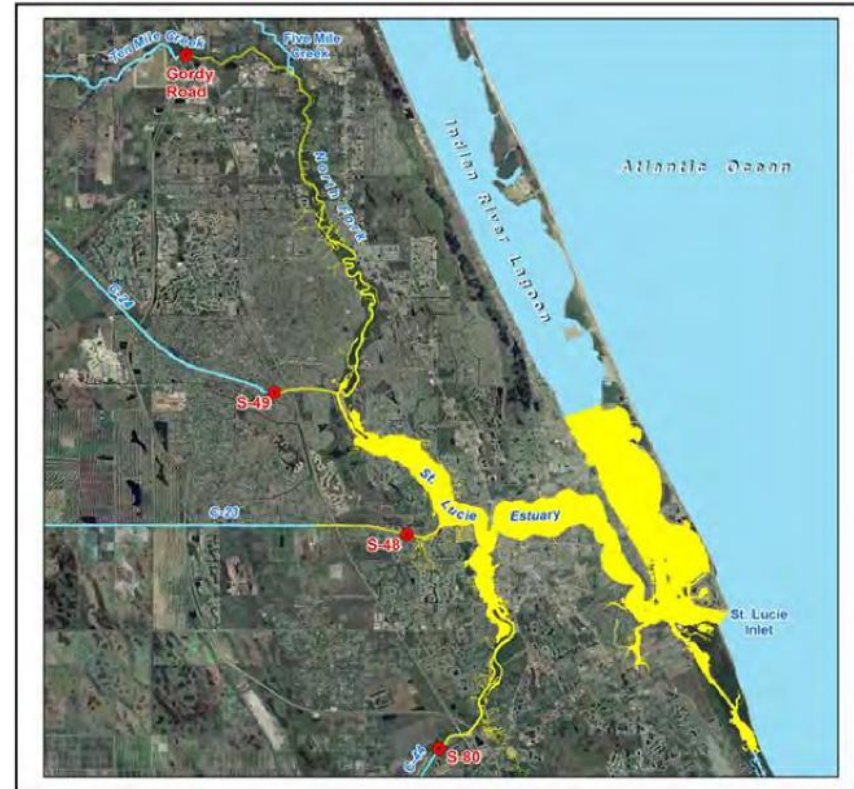 Ten Mile Creek
Five Mile
Creek
Gordy
Road
North Fork
Indian River Lagoon
Atlantic Ocean
C-24
S-49
St. Lucie Estuary
C-23
S-48
St. Lucie
Inlet
C-44
S-80